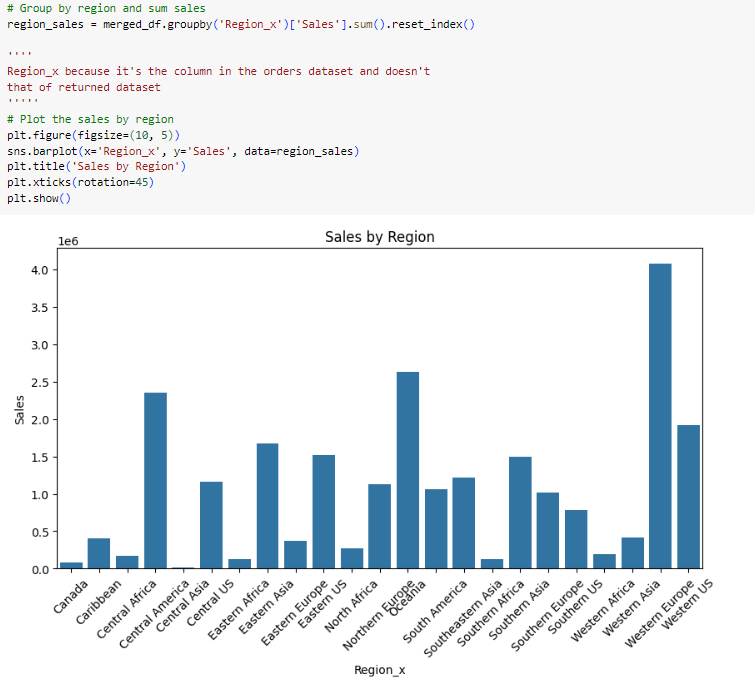 # Group by region and sum sales
region_sales = merged_df.groupby('Region_x')['Sales'].sum().reset_index()
''''
Region_x because it's the column in the orders dataset and doesn't
that of returned dataset
'''''
# Plot the sales by region
plt.figure(figsize=(10, 5))
sns.barplot(x='Region_x', y='Sales', data=region_sales)
plt.title('Sales by Region')
plt.xticks(rotation=45)
plt.show()
Sales by Region
1e6
4.0
3.5
3.0
2.5
2.0
1.5
1.0
0.5
0.0
Sales
Canada
Caribbean
Central Africa
Central America
Central Asia
Central US
Eastern Africa
Eastern Asia
Eastern Europe
Eastern US
North Africa
Northern Europe
Oceania
South America
Southeastern Asia
Southern Africa
Southern Asia
Southern Europe
Southern US
Western Africa
Western Asia
Western Europe
Western US
Region_x